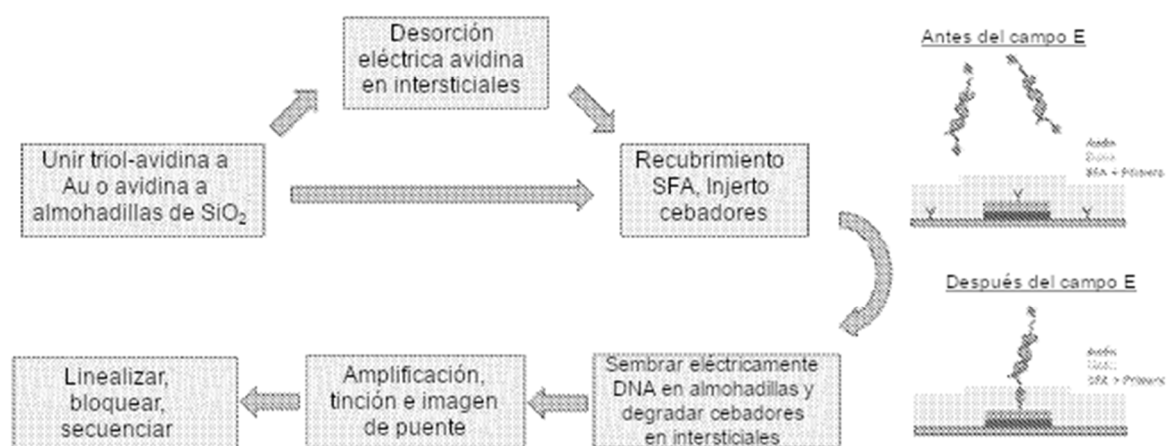 Desorción
eléctrica avidina
en intersticiales
Unir triol-avidina a
Au o avidina a
almohadillas de SiO₂
Recubrimiento
SFA, Injerto
cebadores
Sembrar eléctricamente
DNA en almohadillas y
degradar cebadores
en intersticiales
Amplificación,
tinción e imagen
de puente
Linealizar,
bloquear,
secuenciar
Antes del campo E
SFA + Primers
Después del campo E